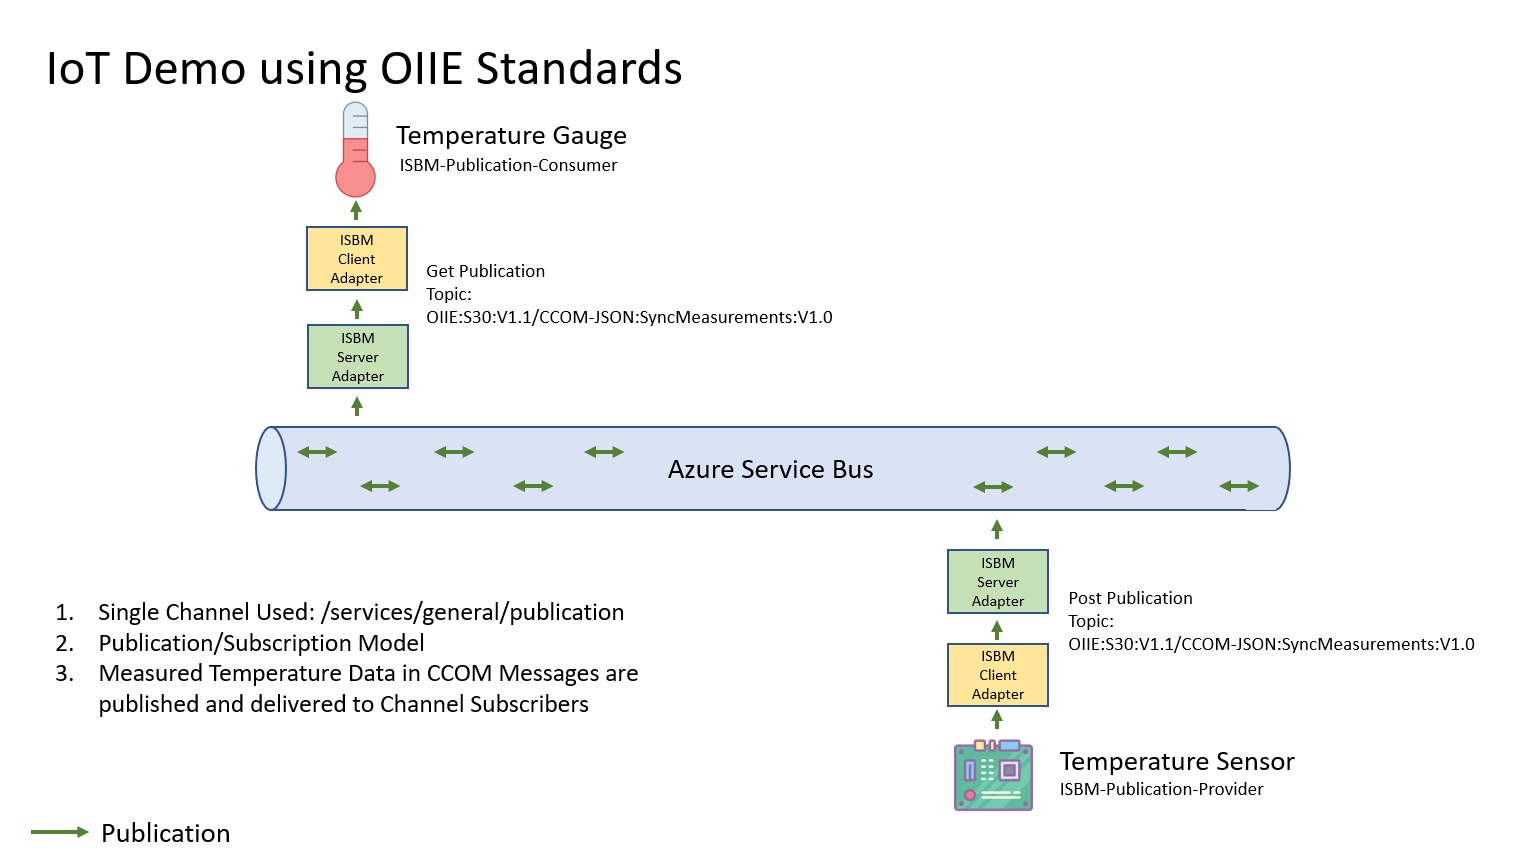 IoT Demo using OIIE Standards
Temperature Gauge
ISBM-Publication-Consumer
ISBM
Client
Adapter
Get Publication
Topic:
OIIE:S30:V1.1/CCOM-JSON:SyncMeasurements:V1.0
ISBM
Server
Adapter
Azure Service Bus
ISBM
Server
Adapter
Post Publication
Topic:
OIIE:S30:V1.1/CCOM-JSON:SyncMeasurements:V1.0
ISBM
Client
Adapter
Temperature Sensor
ISBM-Publication-Provider
1. Single Channel Used: /services/general/publication
2. Publication/Subscription Model
3. Measured Temperature Data in CCOM Messages are
published and delivered to Channel Subscribers
Publication